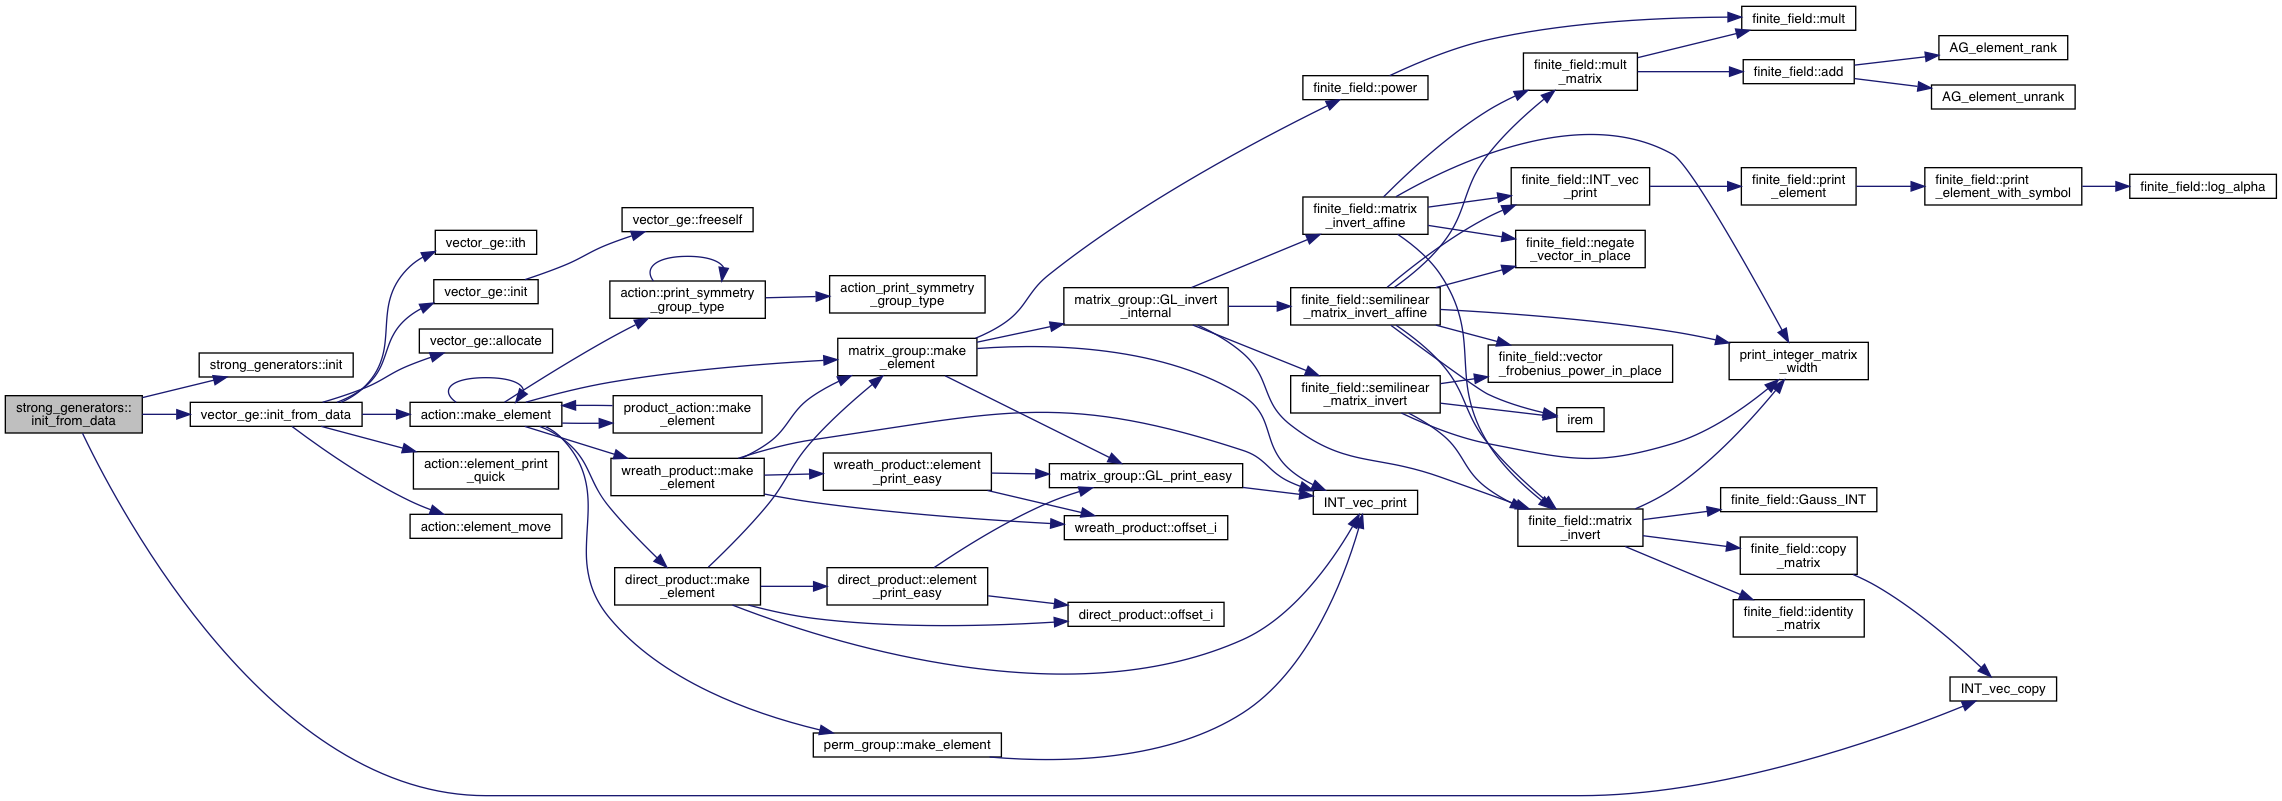 strong_generators::
init_from_data
strong_generators::init
vector_ge::init_from_data
vector_ge::ith
vector_ge::init
vector_ge::allocate
action::make_element
action::element_print
_quick
action::element_move
vector_ge::freeself
action::print_symmetry
_group_type
product_action::make
_element
wreath_product::make
_element
direct_product::make
_element
action_print_symmetry
_group_type
matrix_group::make
_element
wreath_product::element
_print_easy
direct_product::element
_print_easy
perm_group::make_element
matrix_group::GL_invert
_internal
matrix_group::GL_print_easy
wreath_product::offset_i
direct_product::offset_i
finite_field::power
finite_field::matrix
_invert_affine
finite_field::semilinear
_matrix_invert_affine
finite_field::semilinear
_matrix_invert
INT_vec_print
finite_field::mult
_matrix
finite_field::INT_vec
_print
finite_field::negate
_vector_in_place
finite_field::vector
_frobenius_power_in_place
irem
finite_field::matrix
_invert
finite_field::mult
finite_field::add
finite_field::print
_element
print_integer_matrix
_width
finite_field::Gauss_INT
finite_field::copy
_matrix
finite_field::identity
_matrix
AG_element_rank
AG_element_unrank
finite_field::print
_element_with_symbol
INT_vec_copy
finite_field::log_alpha